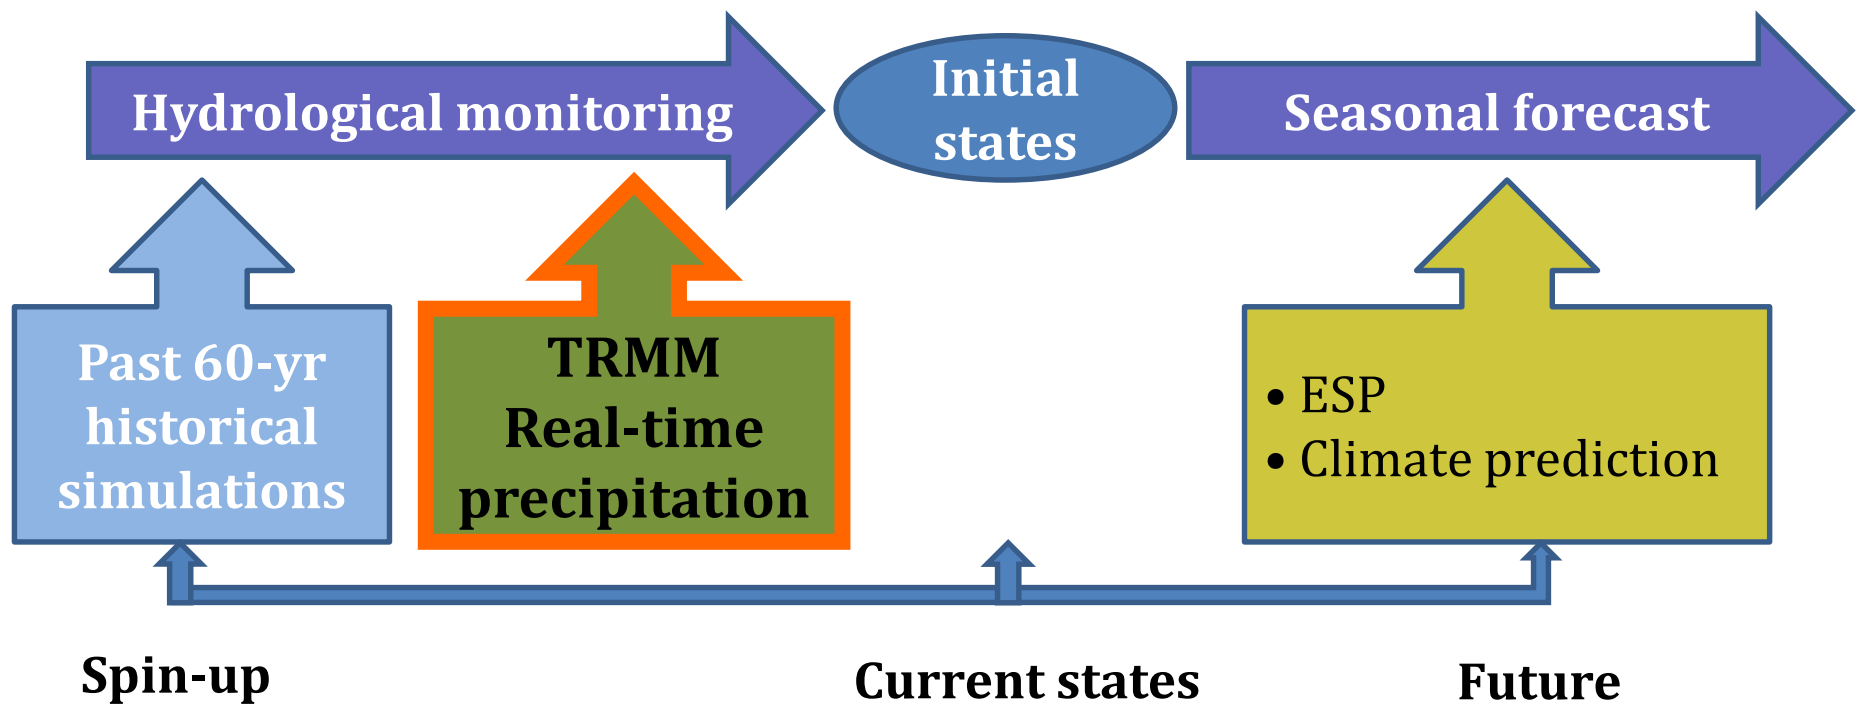 Hydrological monitoring
Initial
states
Seasonal forecast
Past 60-yr
historical
simulations
TRMM
Real-time
precipitation
• ESP
• Climate prediction
Spin-up
Current states
Future